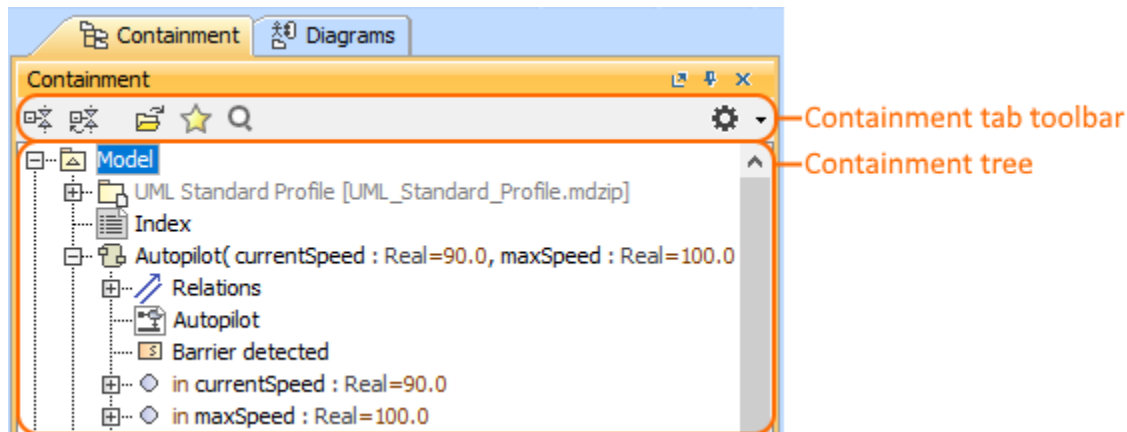 Containment Diagrams
Containment
Containment tab toolbar
Model
Containment tree
UML Standard Profile [UML_Standard_Profile.mdzip]
Index
Autopilot( currentSpeed : Real=90.0, maxSpeed : Real=100.0
Relations
Autopilot
Barrier detected
in currentSpeed : Real=90.0
in maxSpeed : Real=100.0